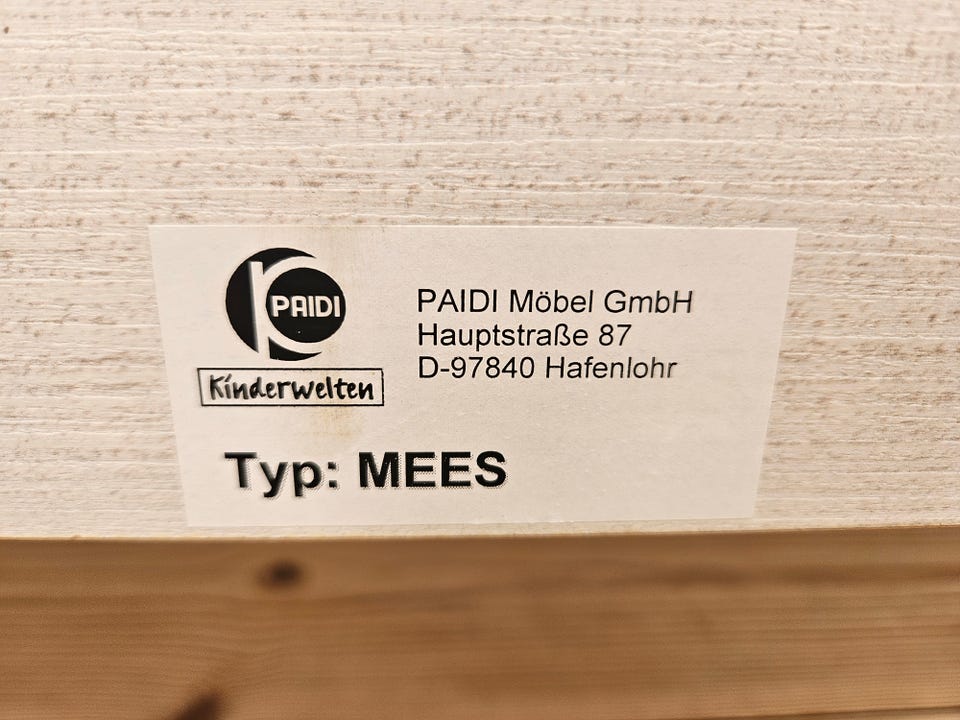 PAIDI
Kinderwelten
PAIDI Möbel GmbH
Hauptstraße 87
D-97840 Hafenlohr
Typ: MEES